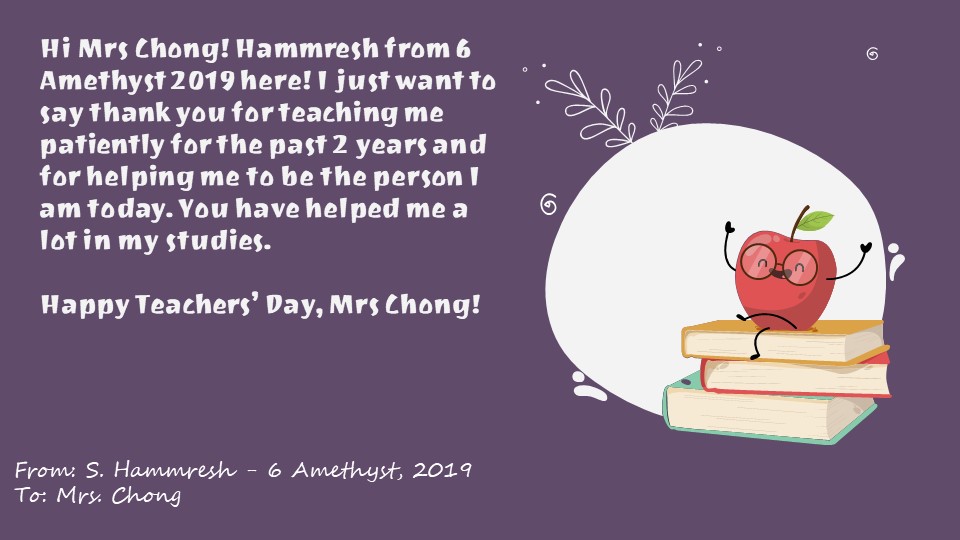 Hi Mrs Chong! Hammresh from 6
Amethyst 2019 here! I just want to
say thank you for teaching me
patiently for the past 2 years and
for helping me to be the person I
am today. You have helped me a
lot in my studies.
Happy Teachers’ Day, Mrs Chong!
From: S. Hammresh - 6 Amethyst, 2019
To: Mrs. Chong